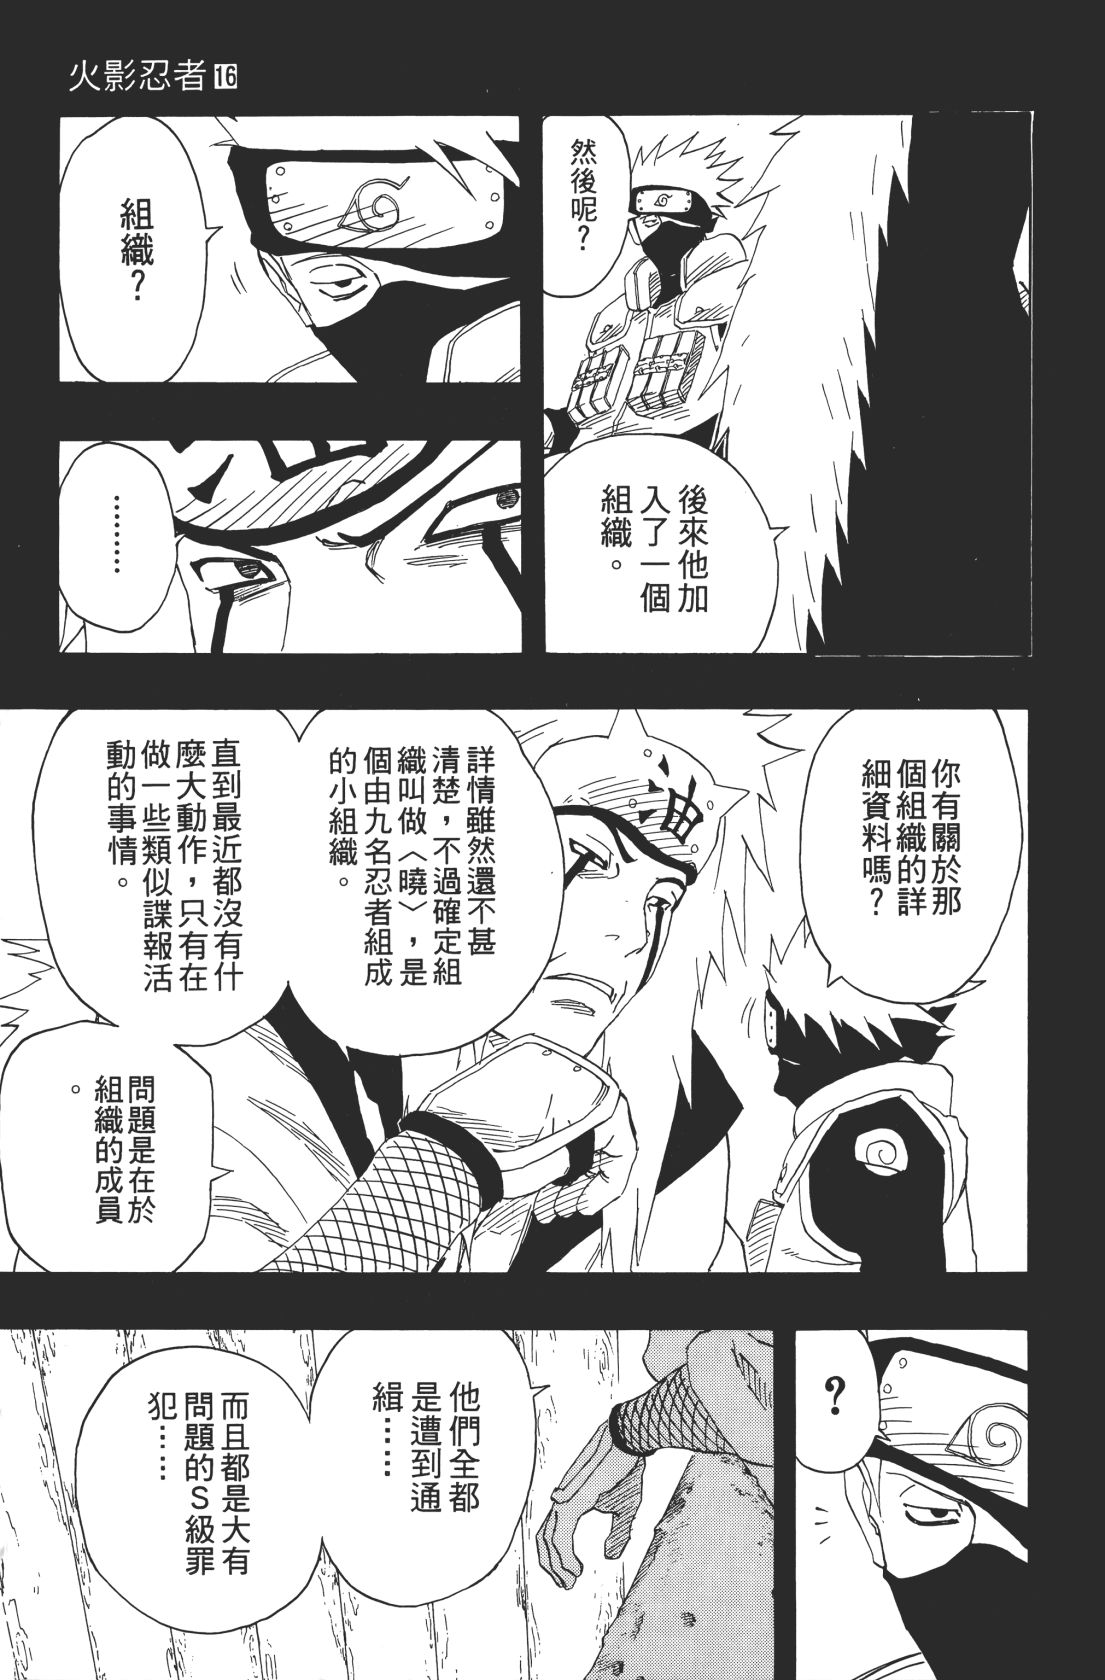 火影忍者16
然後呢？
後來他加
入了一個
組織。
組織？
………
你有關於那
個組織的詳
細資料嗎？
詳情雖然還不甚
清楚，不過確定組
織叫做〈曉〉，是
個由九名忍者組成
的小組織。
直到最近都沒有什
麼大動作，只有在
做一些類似諜報活
動的事情。
問題是在於
組織的成員
。
？
他們全都
是遭到通
緝……
而且都是大有
問題的S級罪
犯……